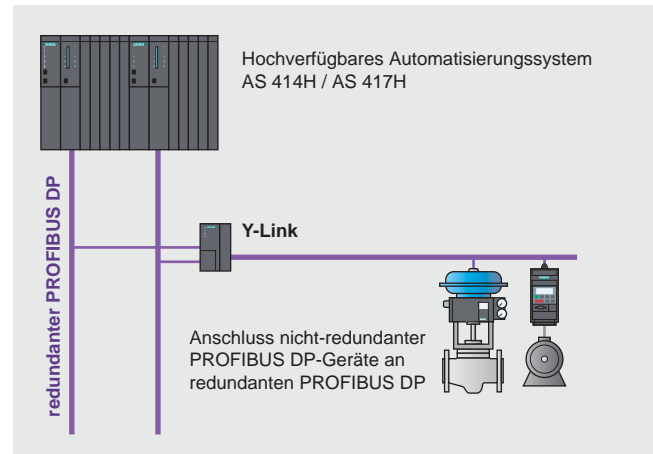 Hochverfügbares Automatisierungssystem
AS 414H / AS 417H
redundanter PROFIBUS DP
Y-Link
Anschluss nicht-redundanter
PROFIBUS DP-Geräte an
redundanten PROFIBUS DP